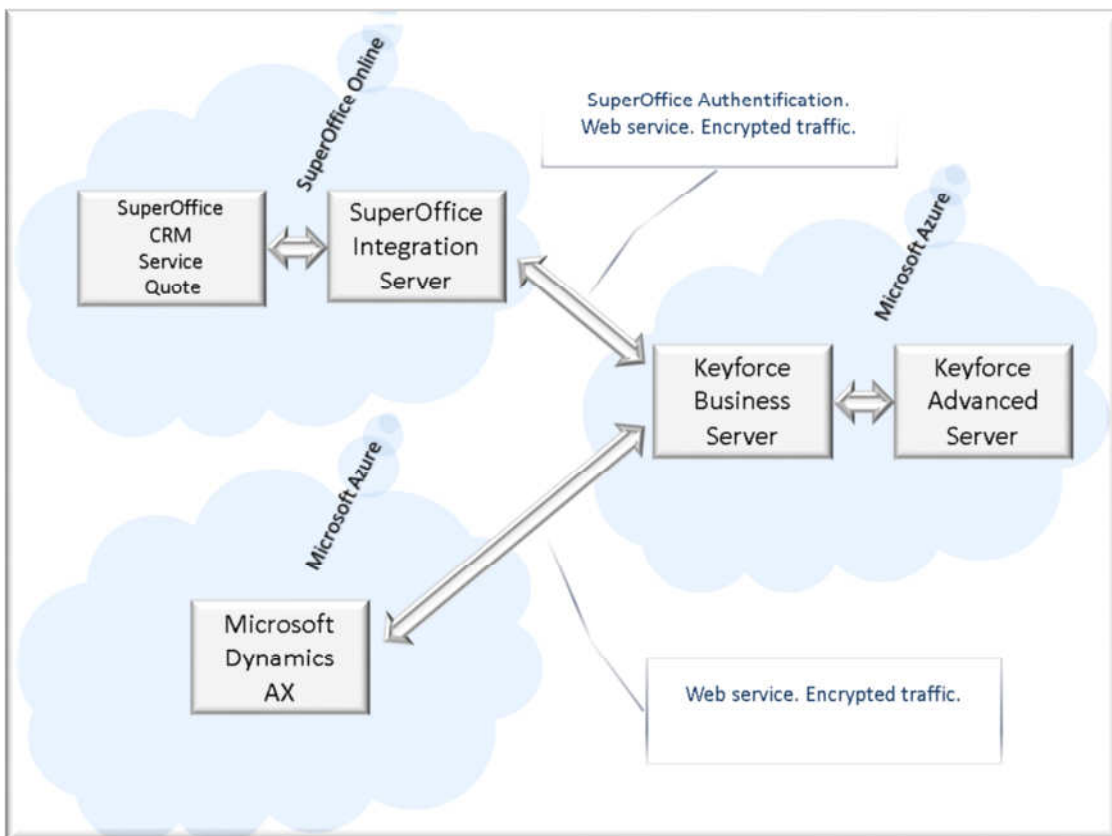 SuperOffice Online
SuperOffice
CRM
Service
Quote
SuperOffice
Integration
Server
SuperOffice Authentification.
Web service. Encrypted traffic.
Microsoft Azure
Keyforce
Business
Server
Keyforce
Advanced
Server
Microsoft Azure
Microsoft
Dynamics
AX
Web service. Encrypted traffic.